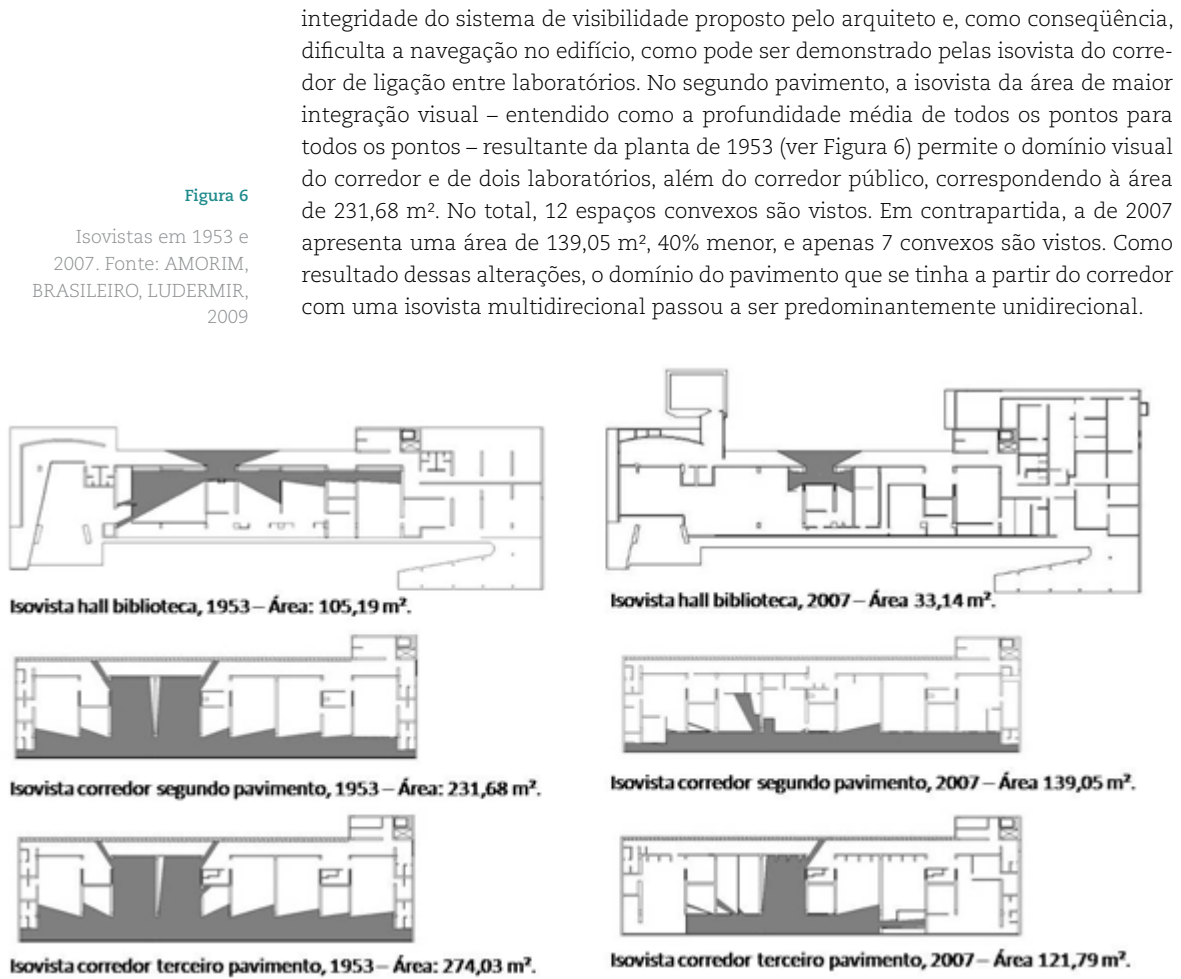 integridade do sistema de visibilidade proposto pelo arquiteto e, como conseqüência,
dificulta a navegação no edifício, como pode ser demonstrado pelas isovista do corre-
dor de ligação entre laboratórios. No segundo pavimento, a isovista da área de maior
integração visual – entendido como a profundidade média de todos os pontos para
todos os pontos – resultante da planta de 1953 (ver Figura 6) permite o domínio visual
do corredor e de dois laboratórios, além do corredor público, correspondendo à área
de 231,68 m². No total, 12 espaços convexos são vistos. Em contrapartida, a de 2007
apresenta uma área de 139,05 m², 40% menor, e apenas 7 convexos são vistos. Como
resultado dessas alterações, o domínio do pavimento que se tinha a partir do corredor
com uma isovista multidirecional passou a ser predominantemente unidirecional.
Figura 6
Isovistas em 1953 e
2007. Fonte: AMORIM,
BRASILEIRO, LUDERMIR,
2009
Isovista hall biblioteca, 1953 – Área: 105,19 m².
Isovista hall biblioteca, 2007 – Área 33,14 m².
Isovista corredor segundo pavimento, 1953 – Área: 231,68 m².
Isovista corredor segundo pavimento, 2007 – Área 139,05 m².
Isovista corredor terceiro pavimento, 1953 – Área: 274,03 m².
Isovista corredor terceiro pavimento, 2007 – Área 121,79 m².